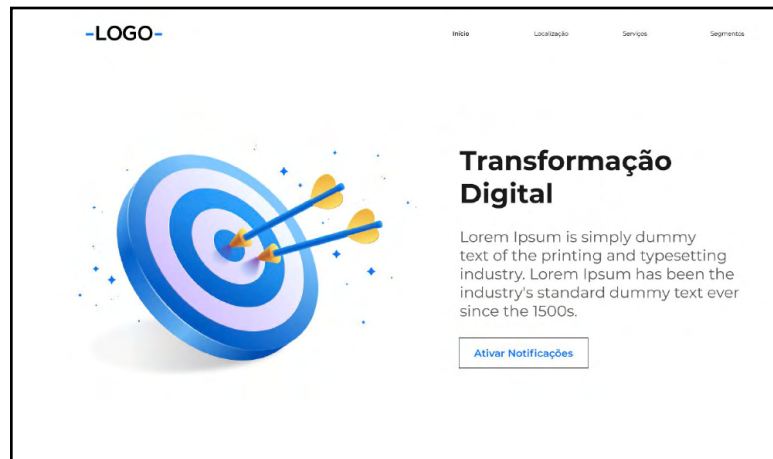 -LOGO-
Início
Localização
Serviços
Segmentos
Transformação
Digital
Lorem Ipsum is simply dummy
text of the printing and typesetting
industry. Lorem Ipsum has been the
industry's standard dummy text ever
since the 1500s.
Ativar Notificações